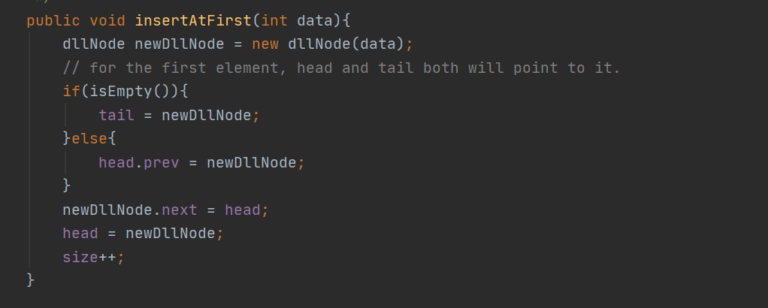 public void insertAtFirst(int data){
dllNode newDllNode = new dllNode(data);
// for the first element, head and tail both will point to it.
if(isEmpty()){
tail = newDllNode;
}else{
head.prev = newDllNode;
}
newDllNode.next = head;
head = newDllNode;
size++;
}